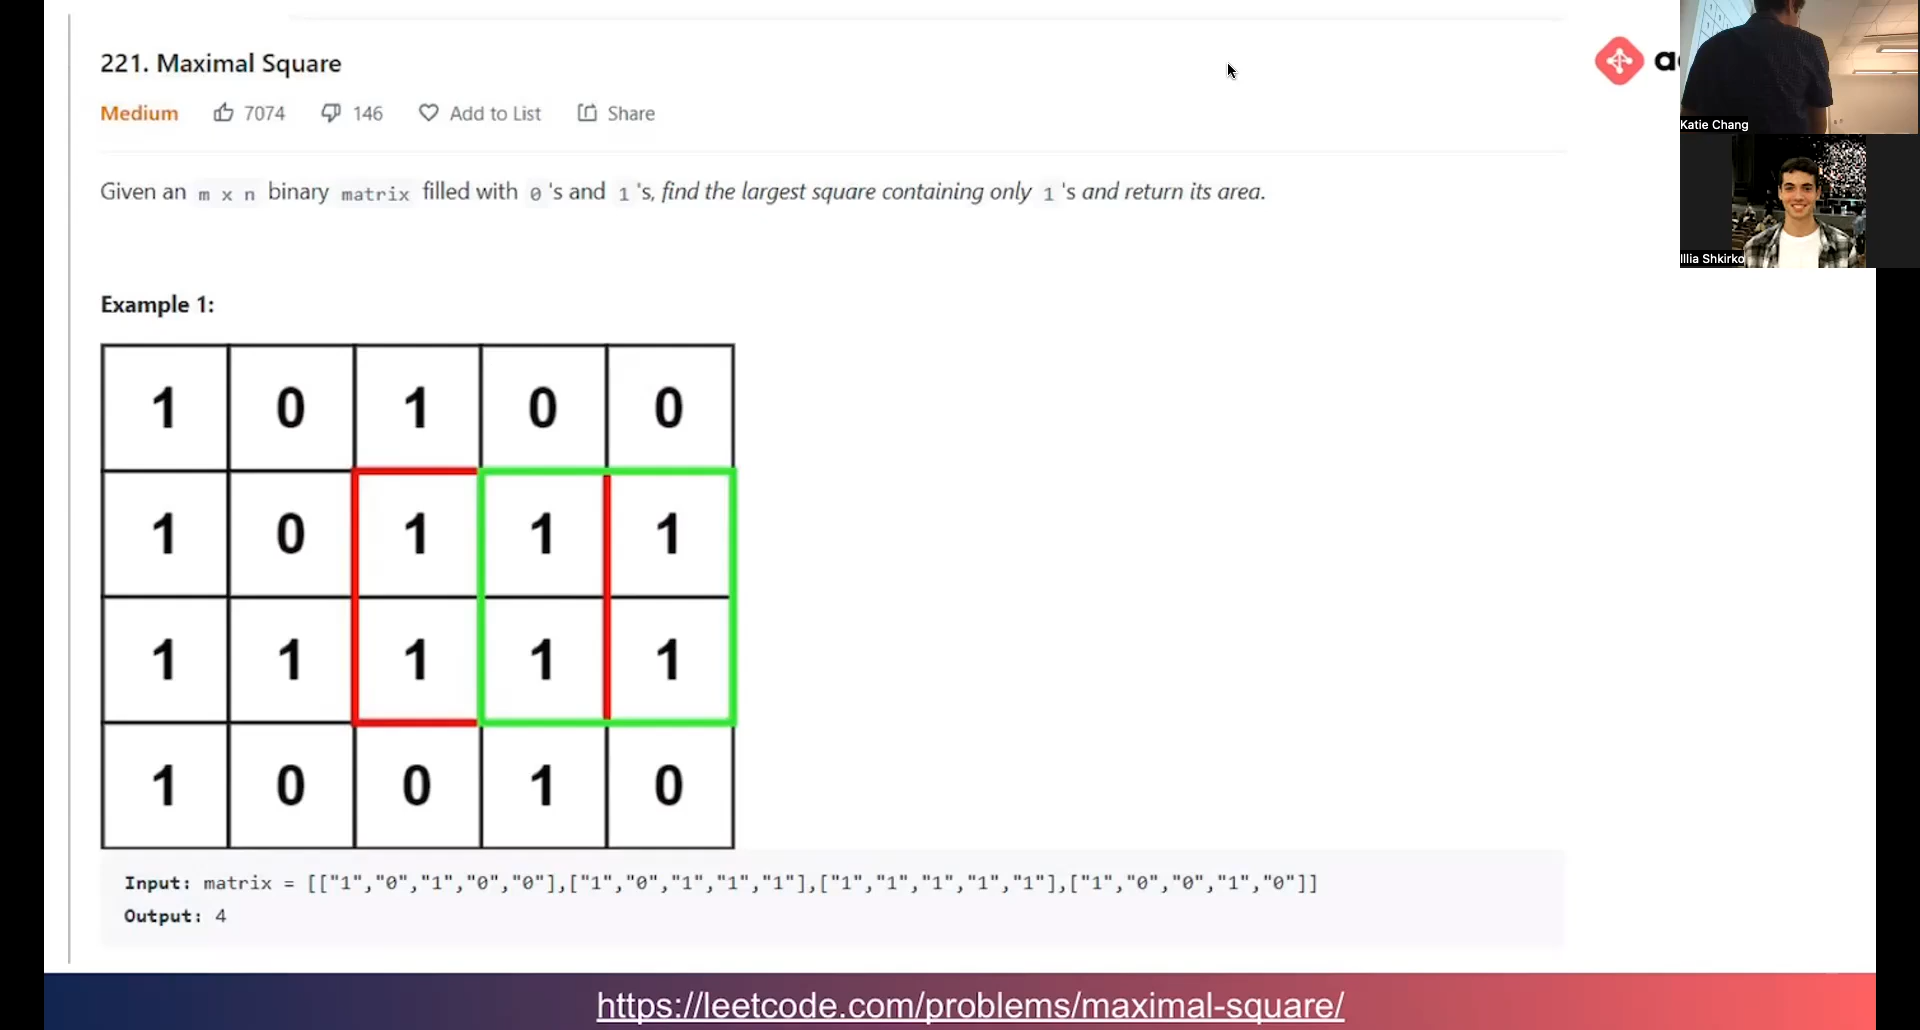 221. Maximal Square
Medium 7074 146 Add to List Share
Given an m x n binary matrix filled with 0 's and 1 's, find the largest square containing only 1 's and return its area.
Example 1:
1 0 1 0 0
1 0 1 1 1
1 1 1 1 1
1 0 0 1 0
Input: matrix = [["1","0","1","0","0"],["1","0","1","1","1"],["1","1","1","1","1"],["1","0","0","1","0"]]
Output: 4
https://leetcode.com/problems/maximal-square/
Katie Chang
Illia Shkirko